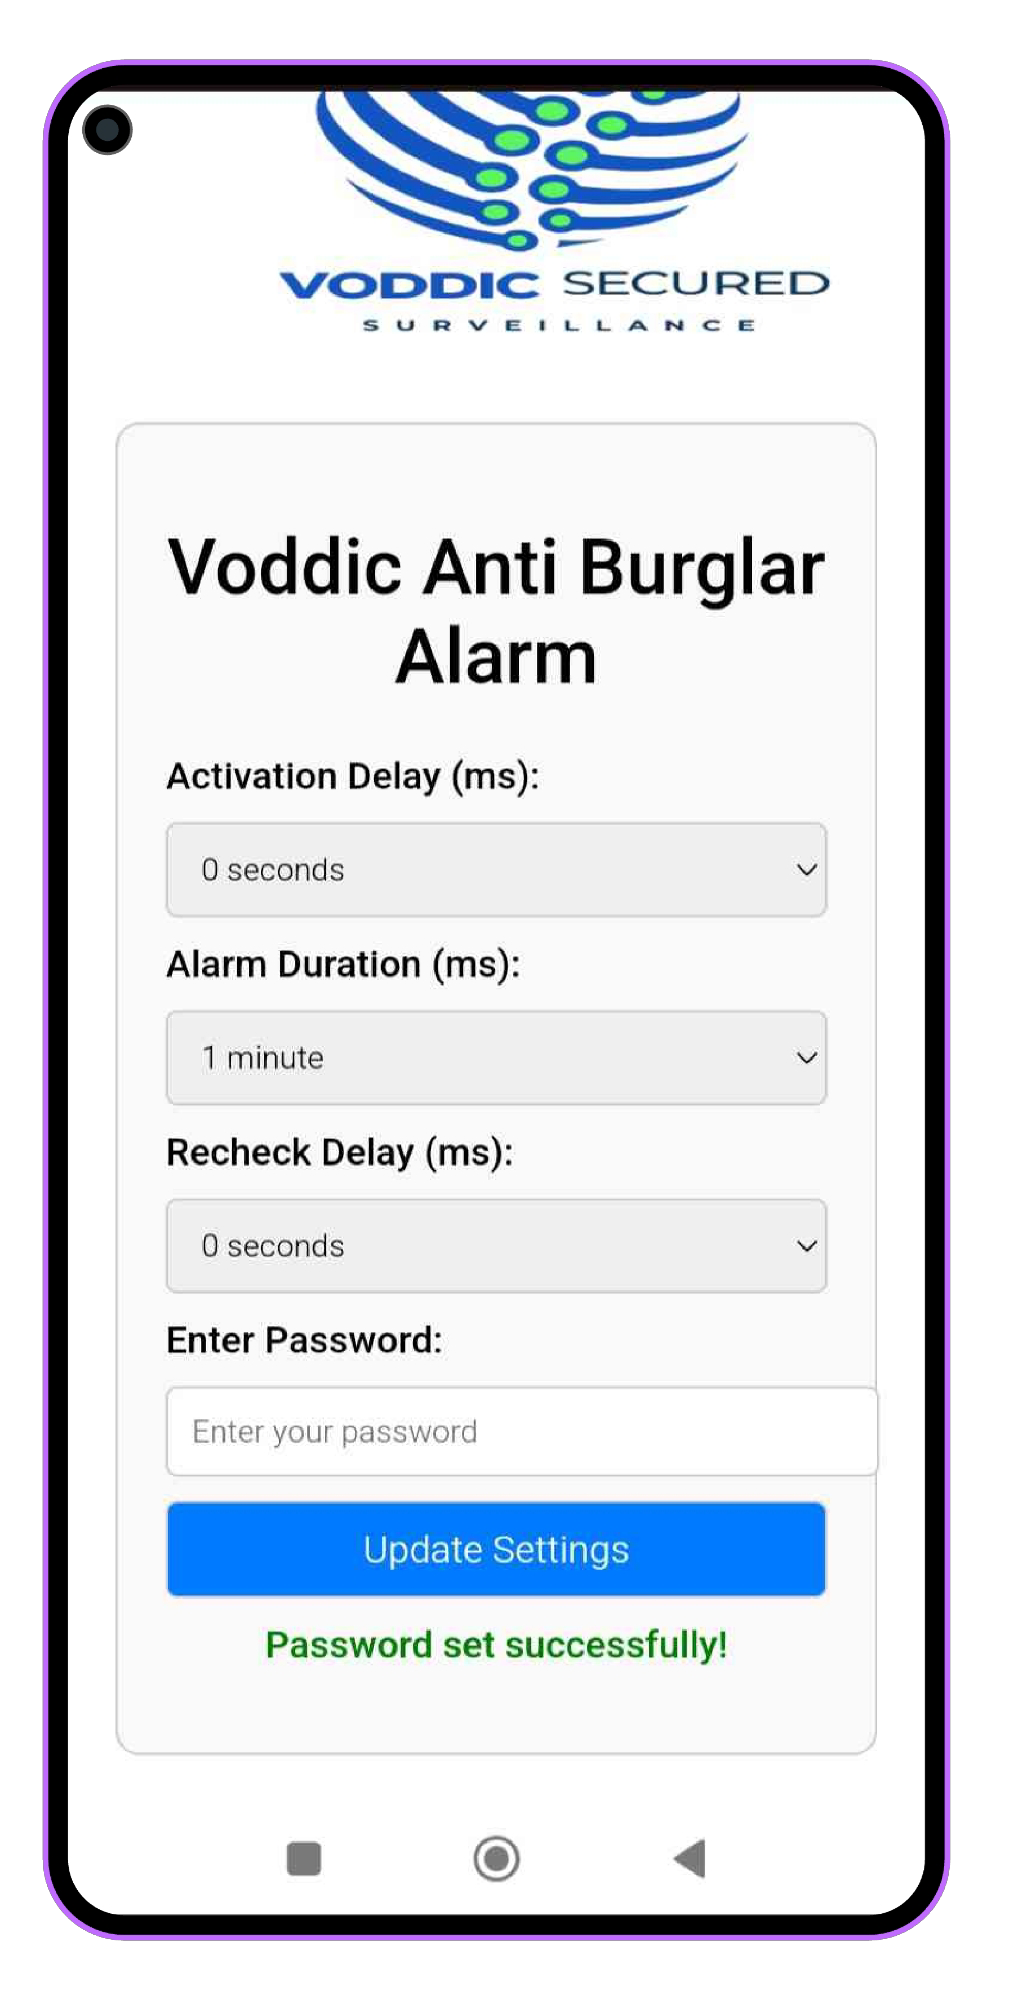 VODDIC SECURED
SURVEILLANCE
Voddic Anti Burglar
Alarm
Activation Delay (ms):
0 seconds
Alarm Duration (ms):
1 minute
Recheck Delay (ms):
0 seconds
Enter Password:
Enter your password
Update Settings
Password set successfully!